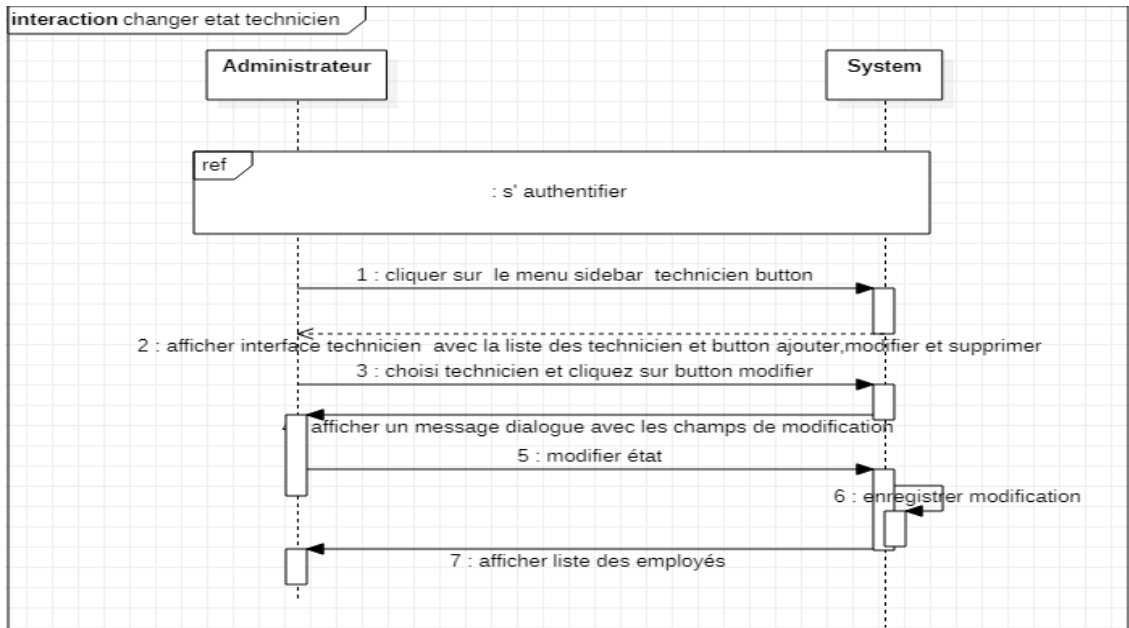 interaction changer etat technicien
Administrateur
System
ref
: s' authentifier
1 : cliquer sur le menu sidebar technicien button
2 : afficher interface technicien avec la liste des technicien et button ajouter,modifier et supprimer
3 : choisi technicien et cliquez sur button modifier
afficher un message dialogue avec les champs de modification
5 : modifier état
6 : enregistrer modification
7 : afficher liste des employés